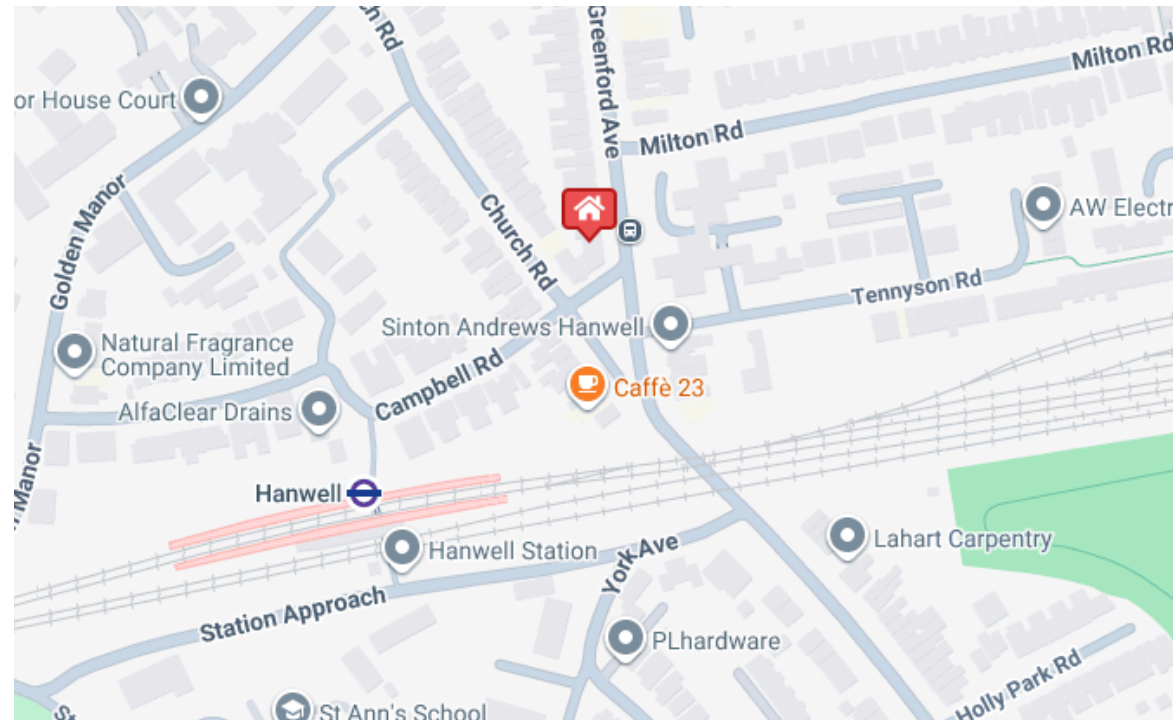 ch Rd
Greenford Ave
Milton Rd
or House Court
Milton Rd
Golden Manor
Church Rd
AW Electr
Tennyson Rd
Sinton Andrews Hanwell
Natural Fragrance
Company Limited
Campbell Rd
Caffè 23
AlfaClear Drains
Manor
Hanwell
Hanwell Station
Lahart Carpentry
York Ave
Station Approach
PLhardware
Holly Park Rd
St Ann's School
St